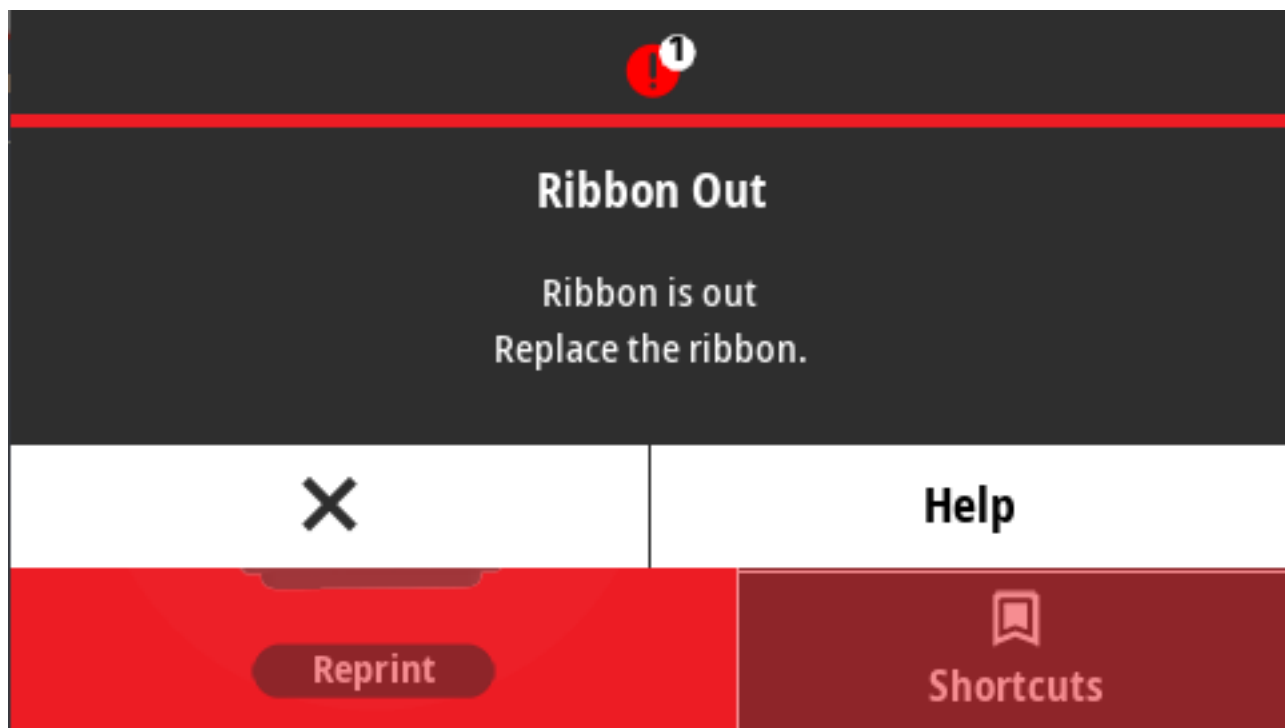 1
Ribbon Out
Ribbon is out
Replace the ribbon.
Help
Reprint
Shortcuts